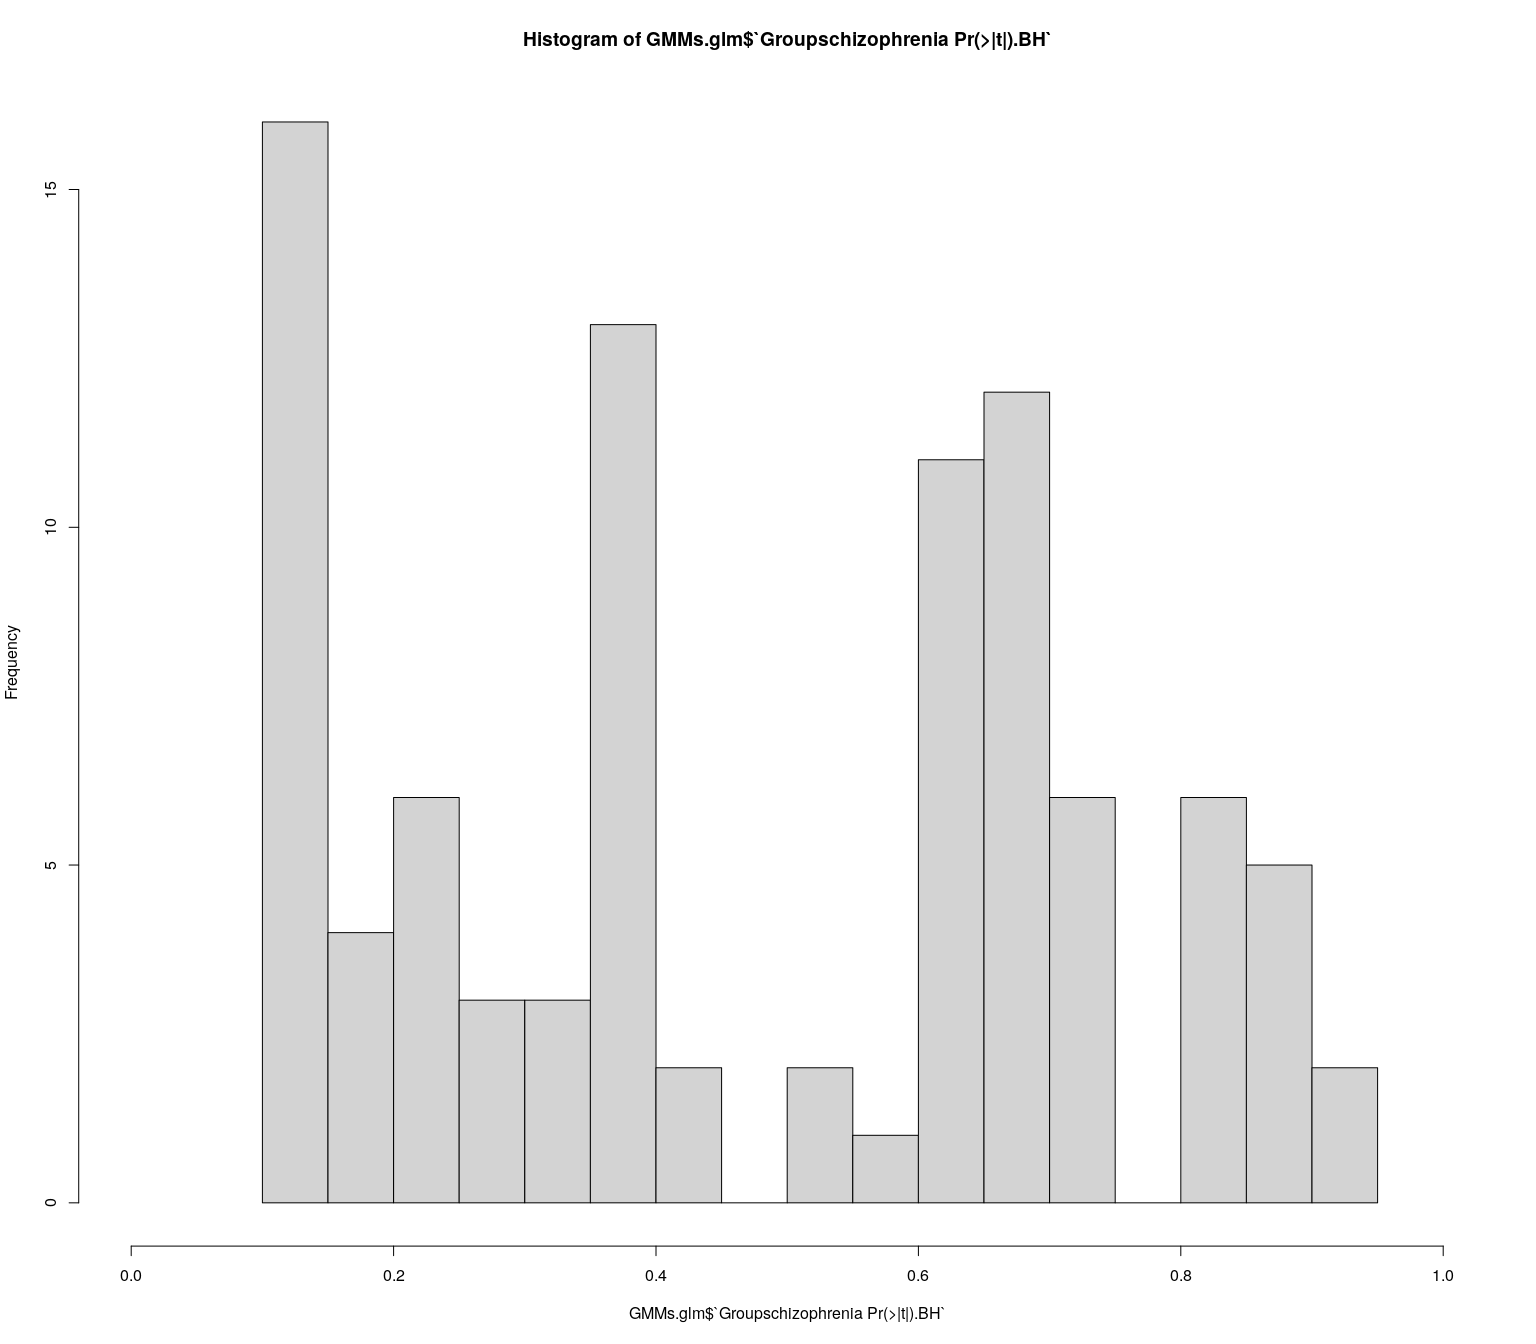 Histogram of GMMs.glm$`Groupschizophrenia Pr(>|t|).BH`
15
10
5
0
Frequency
0.0 0.2 0.4 0.6 0.8 1.0
GMMs.glm$`Groupschizophrenia Pr(>|t|).BH`